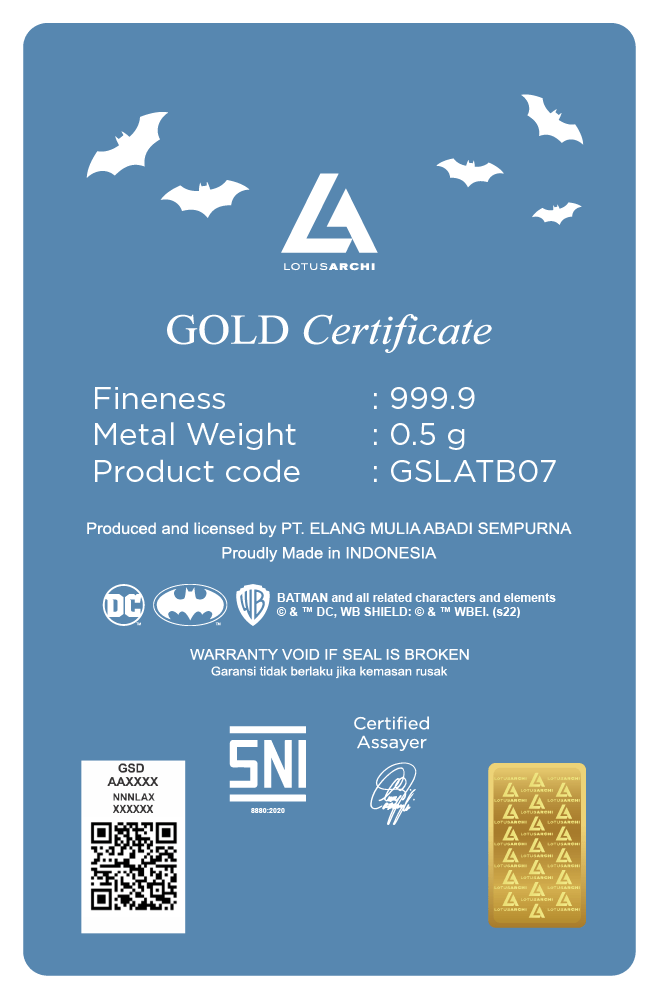 LOTUSARCHI
GOLD Certificate
Fineness : 999.9
Metal Weight : 0.5 g
Product code : GSLATB07
Produced and licensed by PT. ELANG MULIA ABADI SEMPURNA
Proudly Made in INDONESIA
DC TM
TM
WB
BATMAN and all related characters and elements
© & ™ DC, WB SHIELD: © & ™ WBEI. (s22)
WARRANTY VOID IF SEAL IS BROKEN
Garansi tidak berlaku jika kemasan rusak
Certified
Assayer
SNI
8880:2020
GSD
AAXXXX
NNNLAX
XXXXXX
LOTUSARCHI